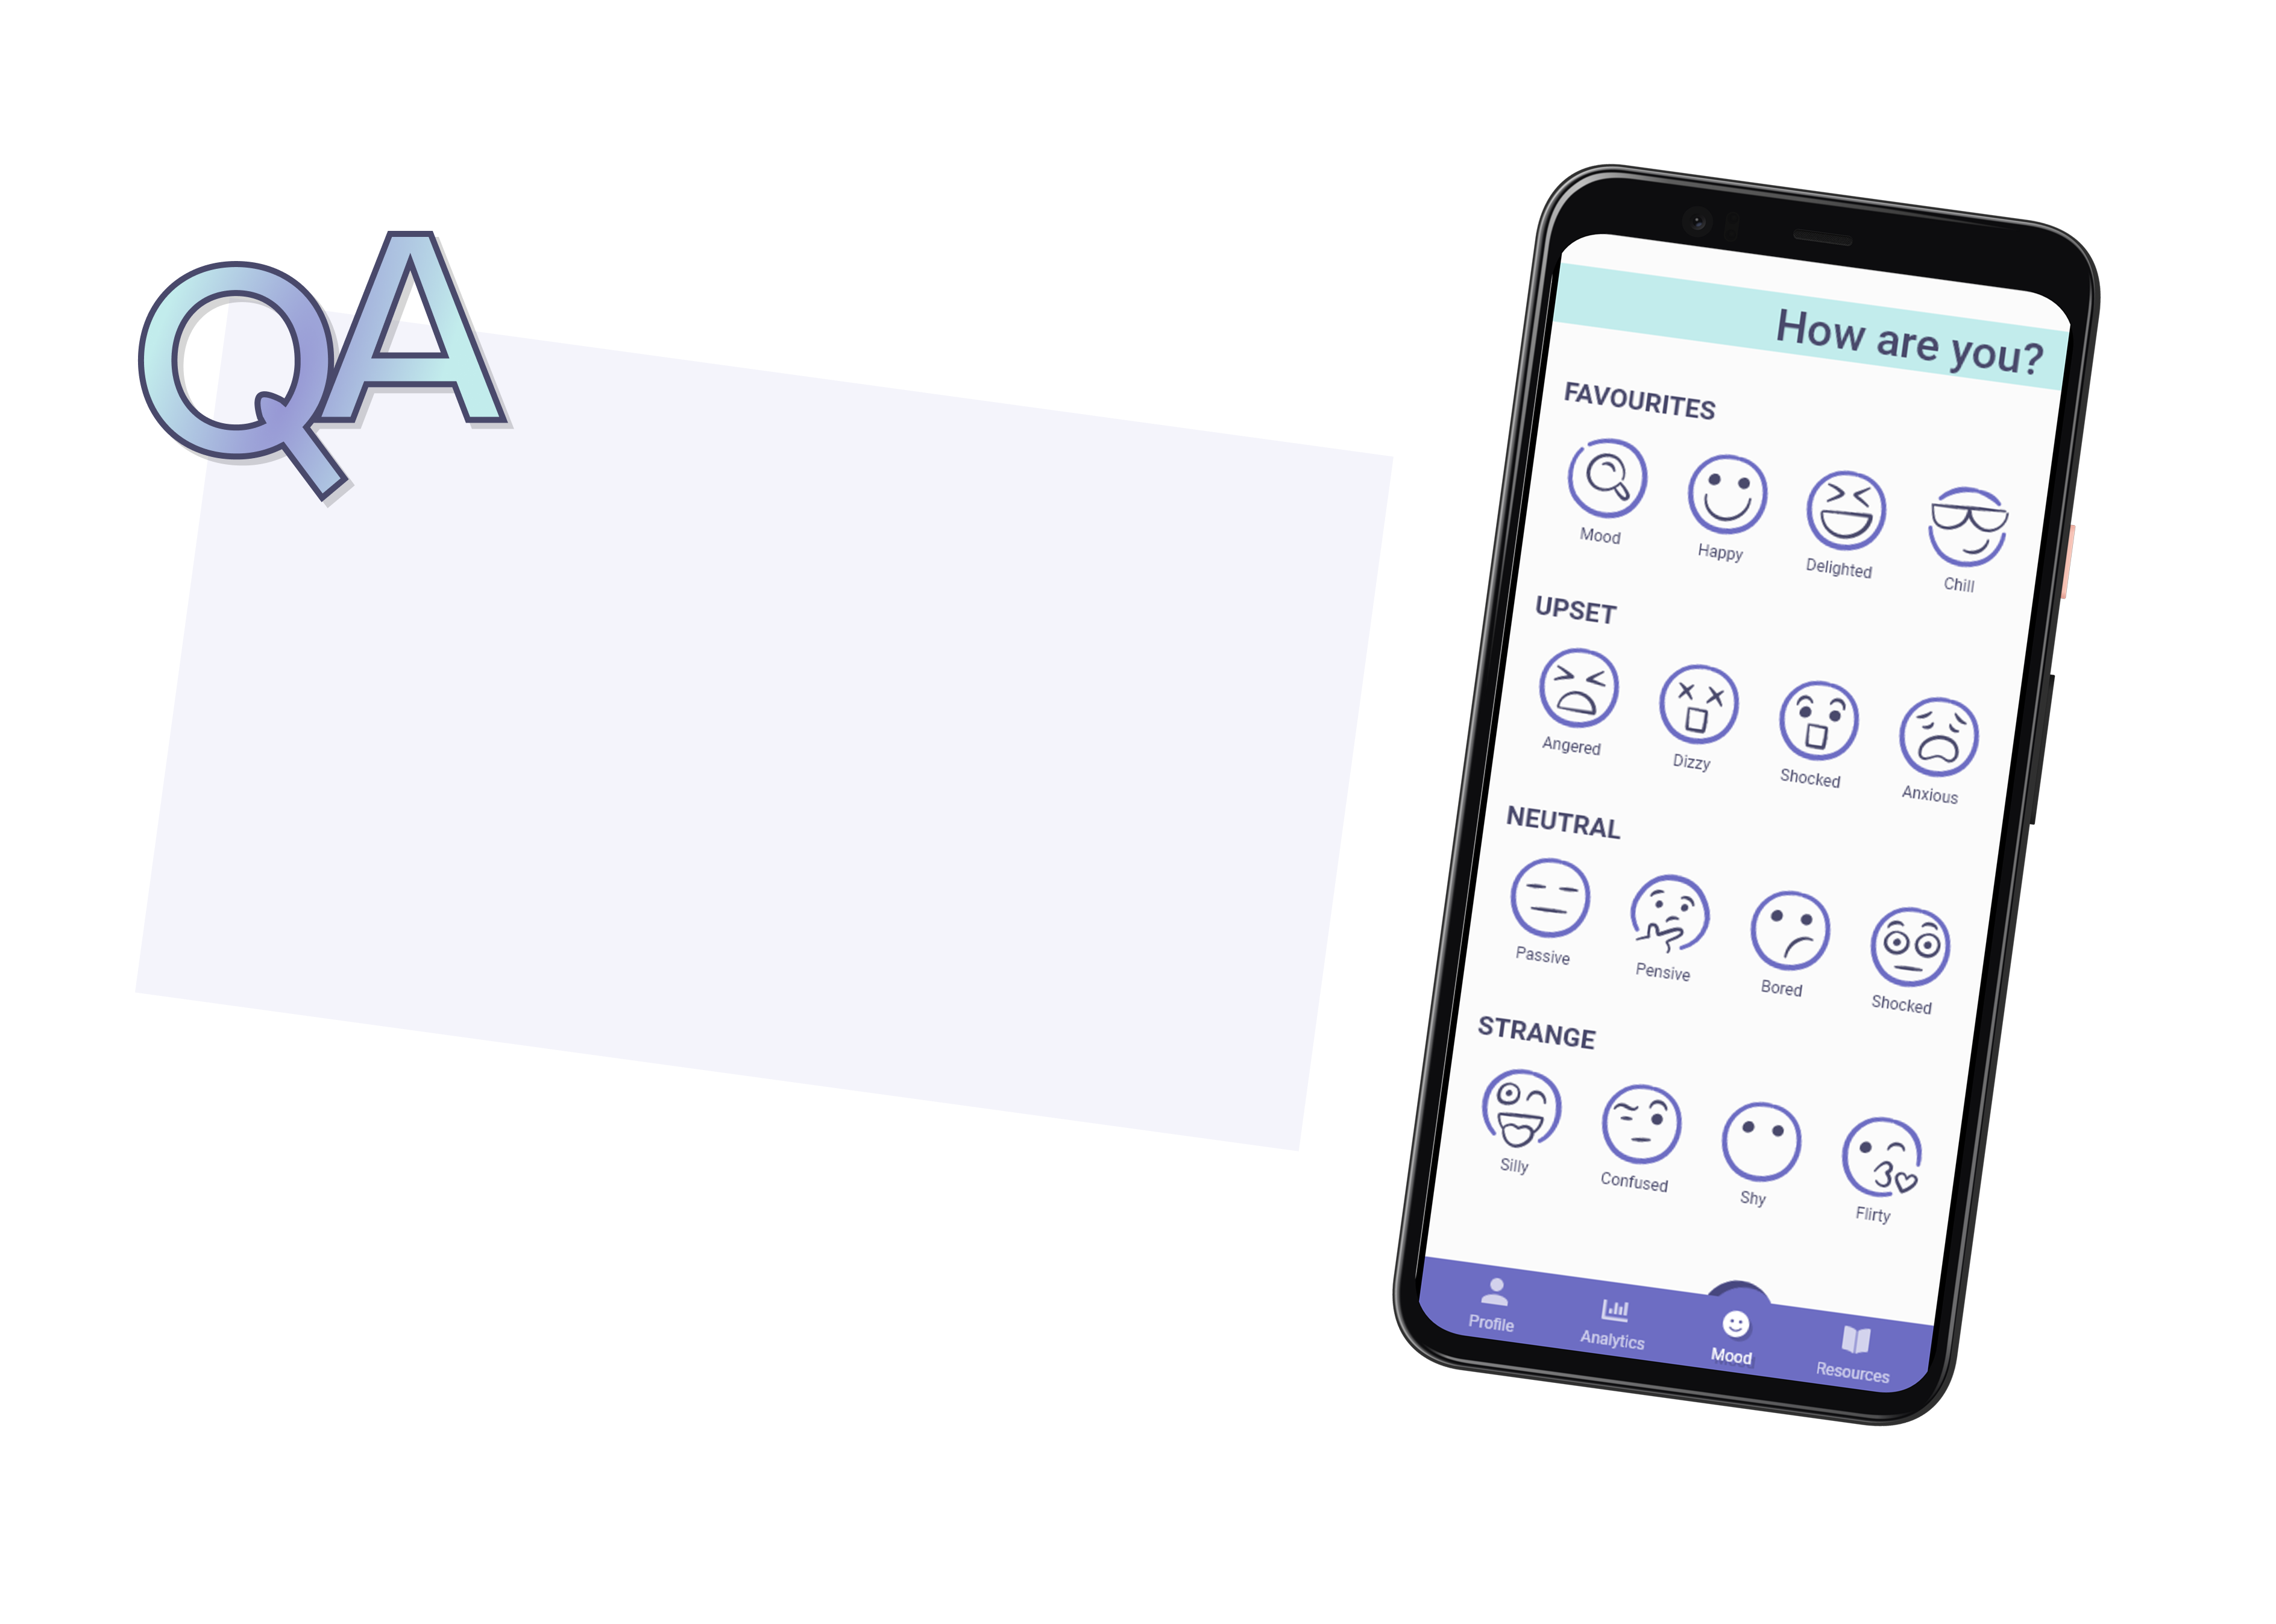 QA
How are you?
FAVOURITES
Mood Happy Delighted Chill
UPSET
Angered Dizzy Shocked Anxious
NEUTRAL
Passive Pensive Bored Shocked
STRANGE
Silly Confused Shy Flirty
Profile Analytics Mood Resources